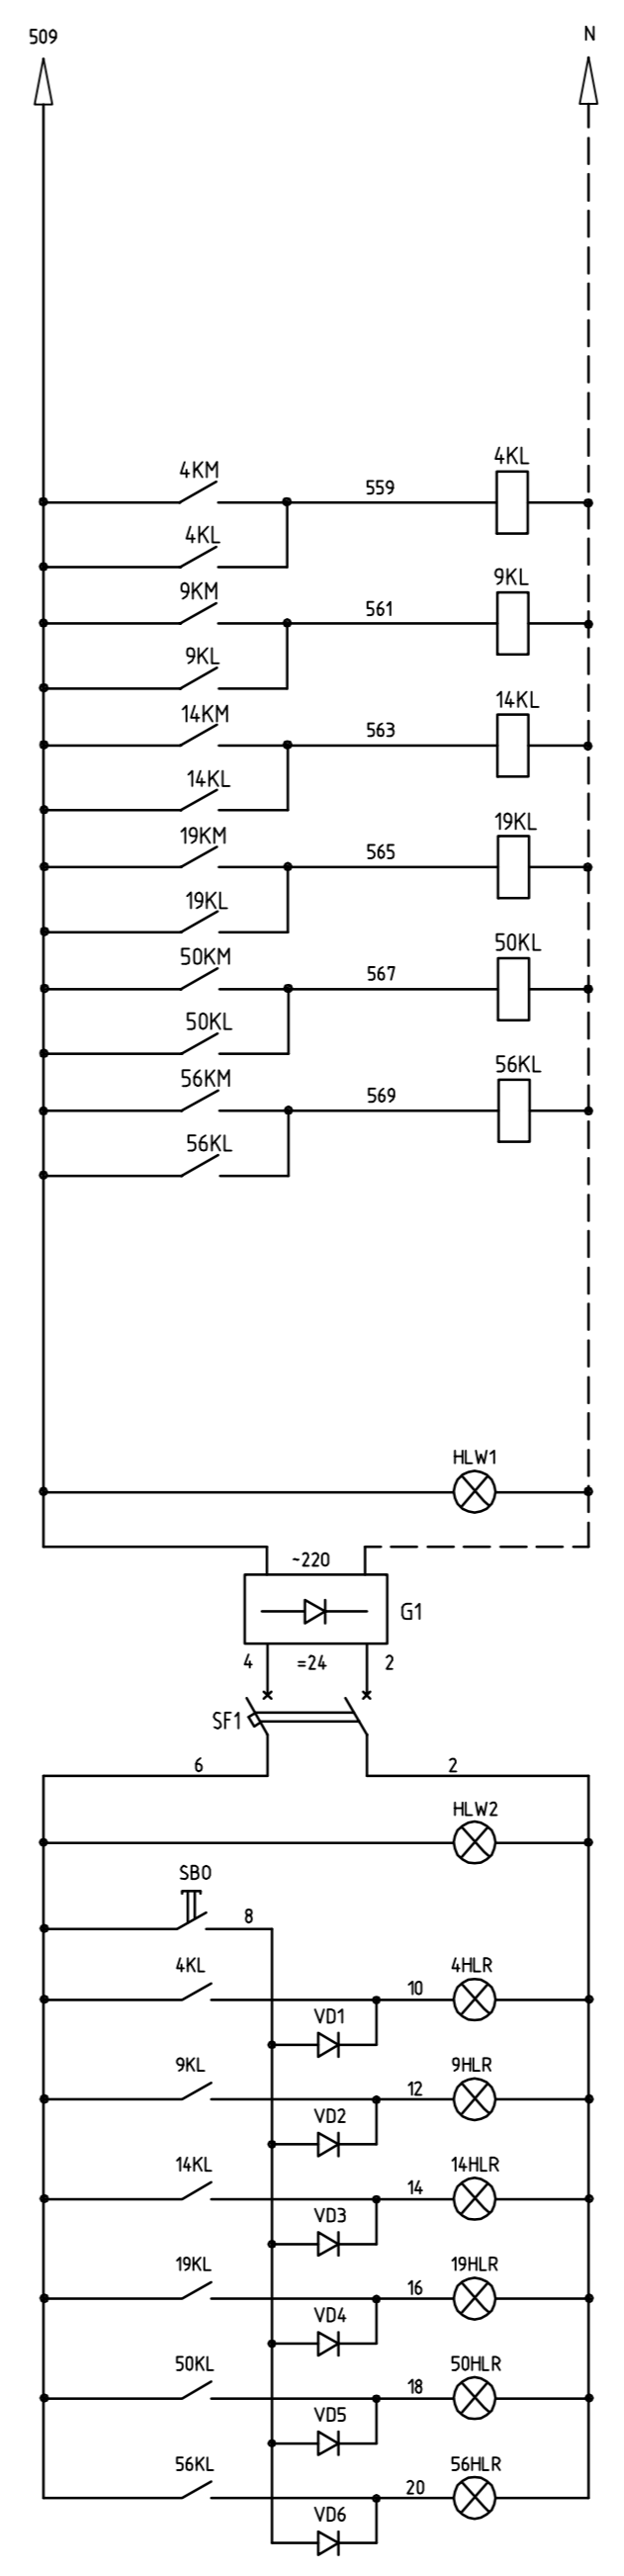 509 N
4KM 559 4KL
4KL
9KM 561 9KL
9KL
14KM 563 14KL
14KL
19KM 565 19KL
19KL
50KM 567 50KL
50KL
56KM 569 56KL
56KL
HLW1
~220
G1
4 =24 2
SF1
6 2
HLW2
SB0
8
4KL 10 4HLR
VD1
9KL 12 9HLR
VD2
14KL 14 14HLR
VD3
19KL 16 19HLR
VD4
50KL 18 50HLR
VD5
56KL 20 56HLR
VD6